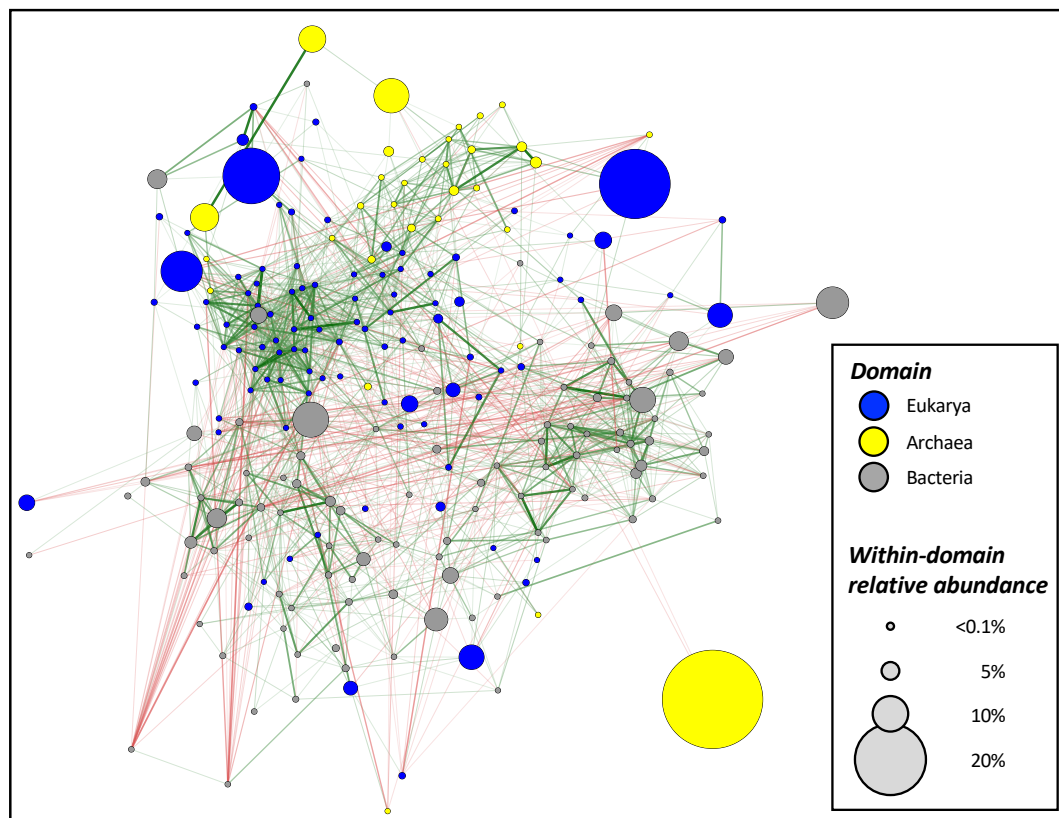 Domain
Eukarya
Archaea
Bacteria
Within-domain
relative abundance
<0.1%
5%
10%
20%